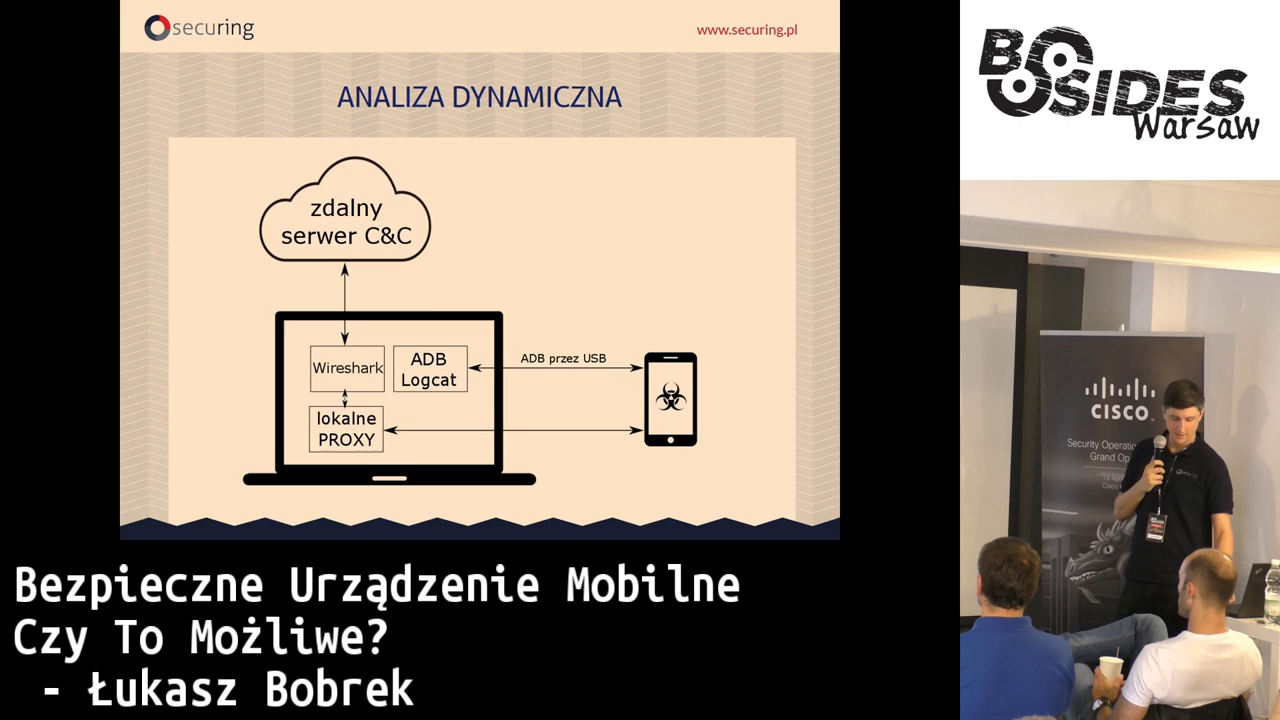 securing
www.securing.pl
ANALIZA DYNAMICZNA
zdalny
serwer C&C
Wireshark
ADB
Logcat
ADB przez USB
lokalne
PROXY
BSIDES
Warsaw
CISCO
Security Operatio
Grand Op
Bezpieczne Urządzenie Mobilne
Czy To Możliwe?
- Łukasz Bobrek